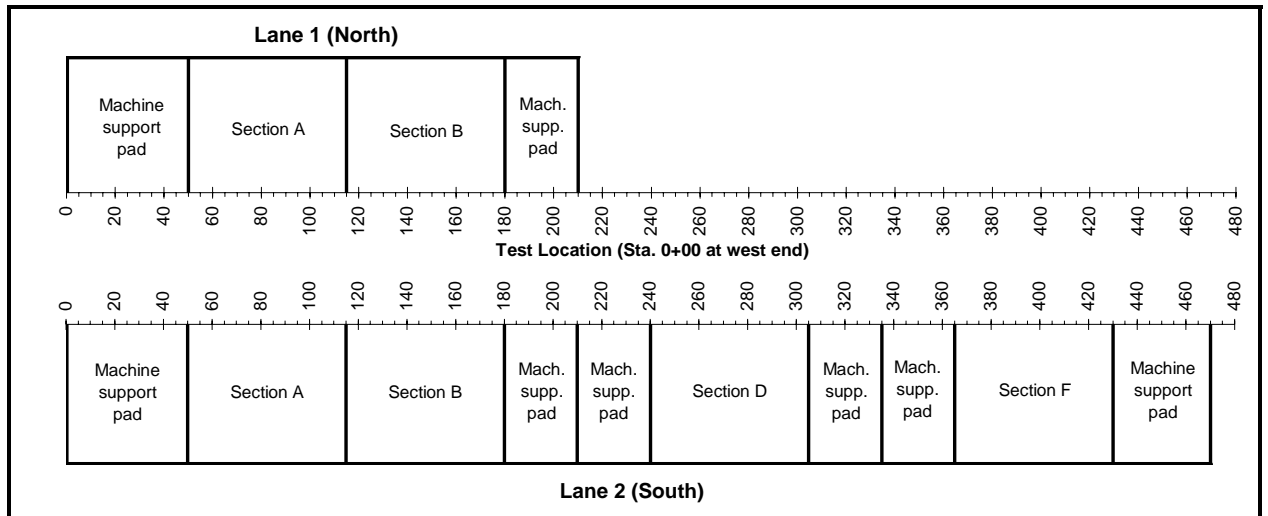 Lane 1 (North)
Machine
support
pad
Section A
Section B
Mach.
supp.
pad
0 20 40 60 80 100 120 140 160 180 200 220 240 260 280 300 320 340 360 380 400 420 440 460 480
Test Location (Sta. 0+00 at west end)
0 20 40 60 80 100 120 140 160 180 200 220 240 260 280 300 320 340 360 380 400 420 440 460 480
Machine
support
pad
Section A
Section B
Mach.
supp.
pad
Mach.
supp.
pad
Section D
Mach.
supp.
pad
Mach.
supp.
pad
Section F
Machine
support
pad
Lane 2 (South)